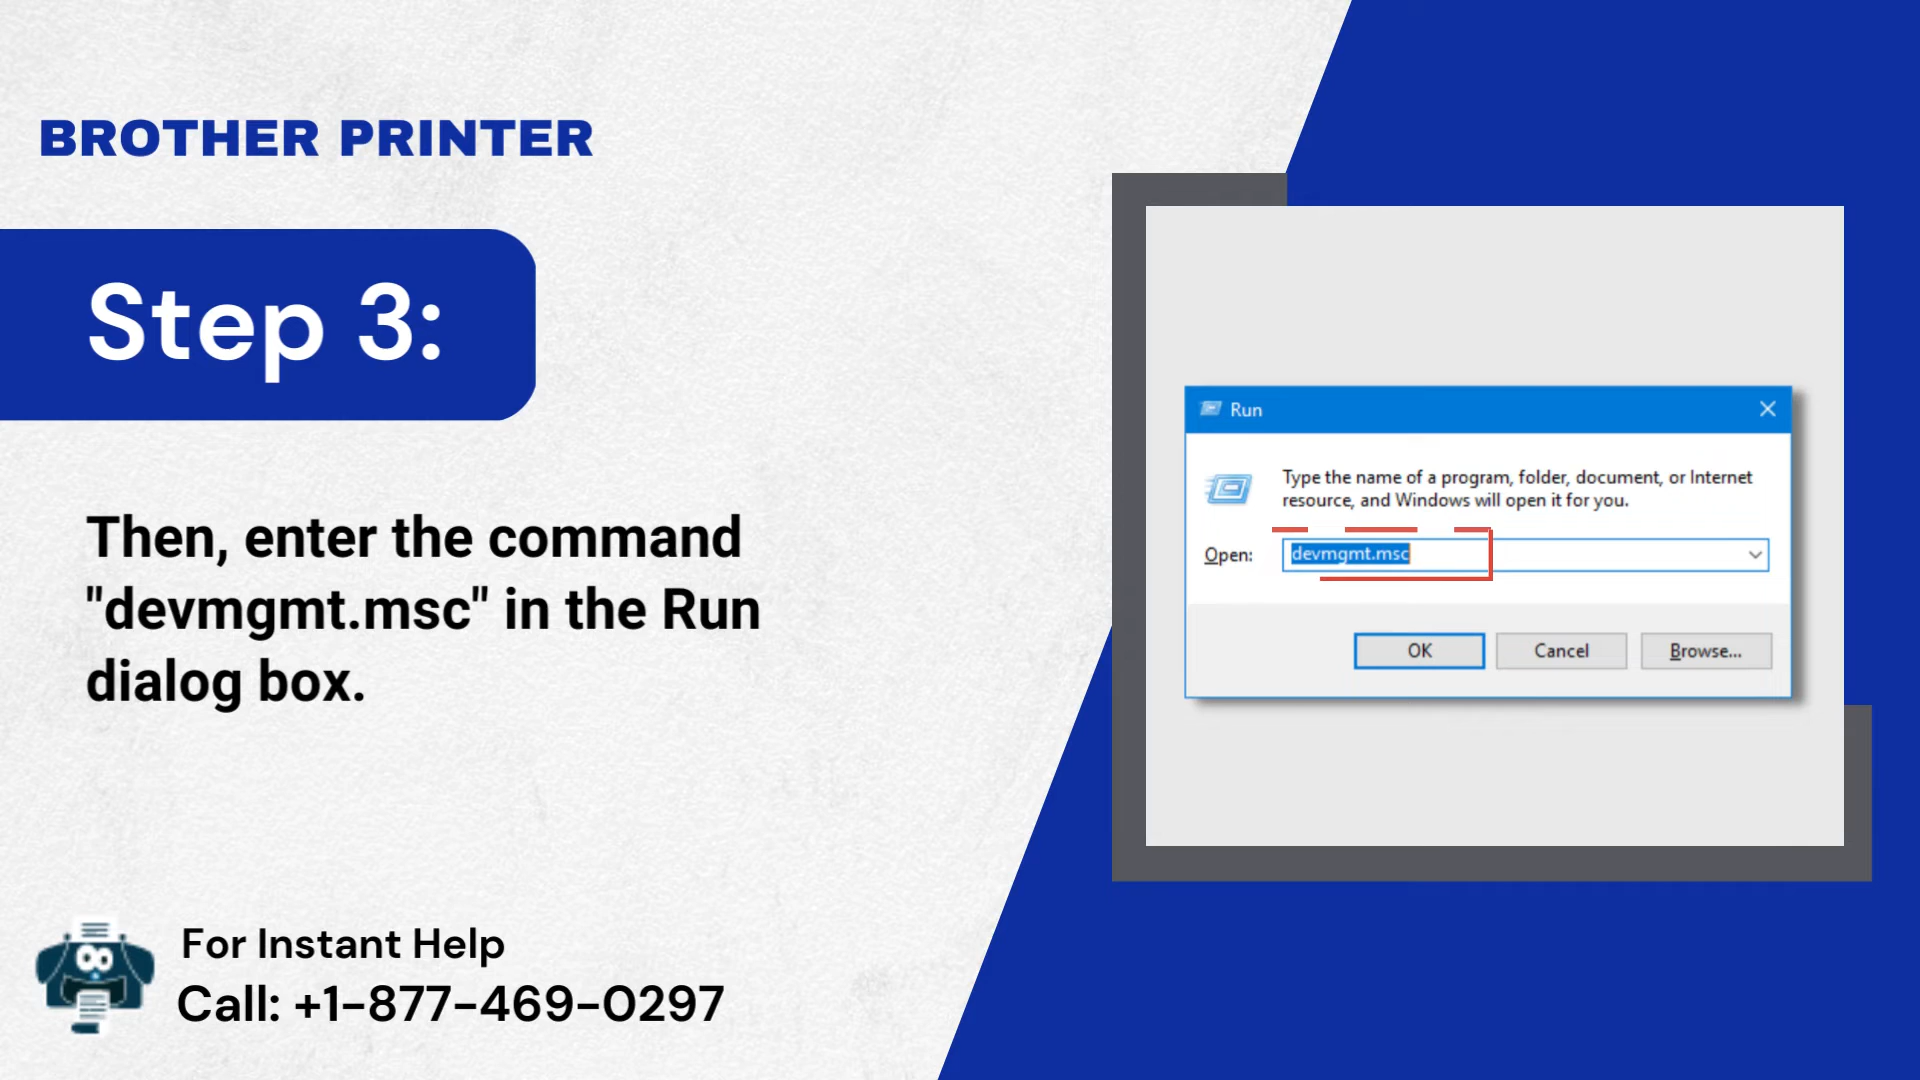 BROTHER PRINTER
Step 3:
Then, enter the command
"devmgmt.msc" in the Run
dialog box.
Run
Type the name of a program, folder, document, or Internet
resource, and Windows will open it for you.
Open: devmgmt.msc
OK Cancel Browse...
For Instant Help
Call: +1-877-469-0297